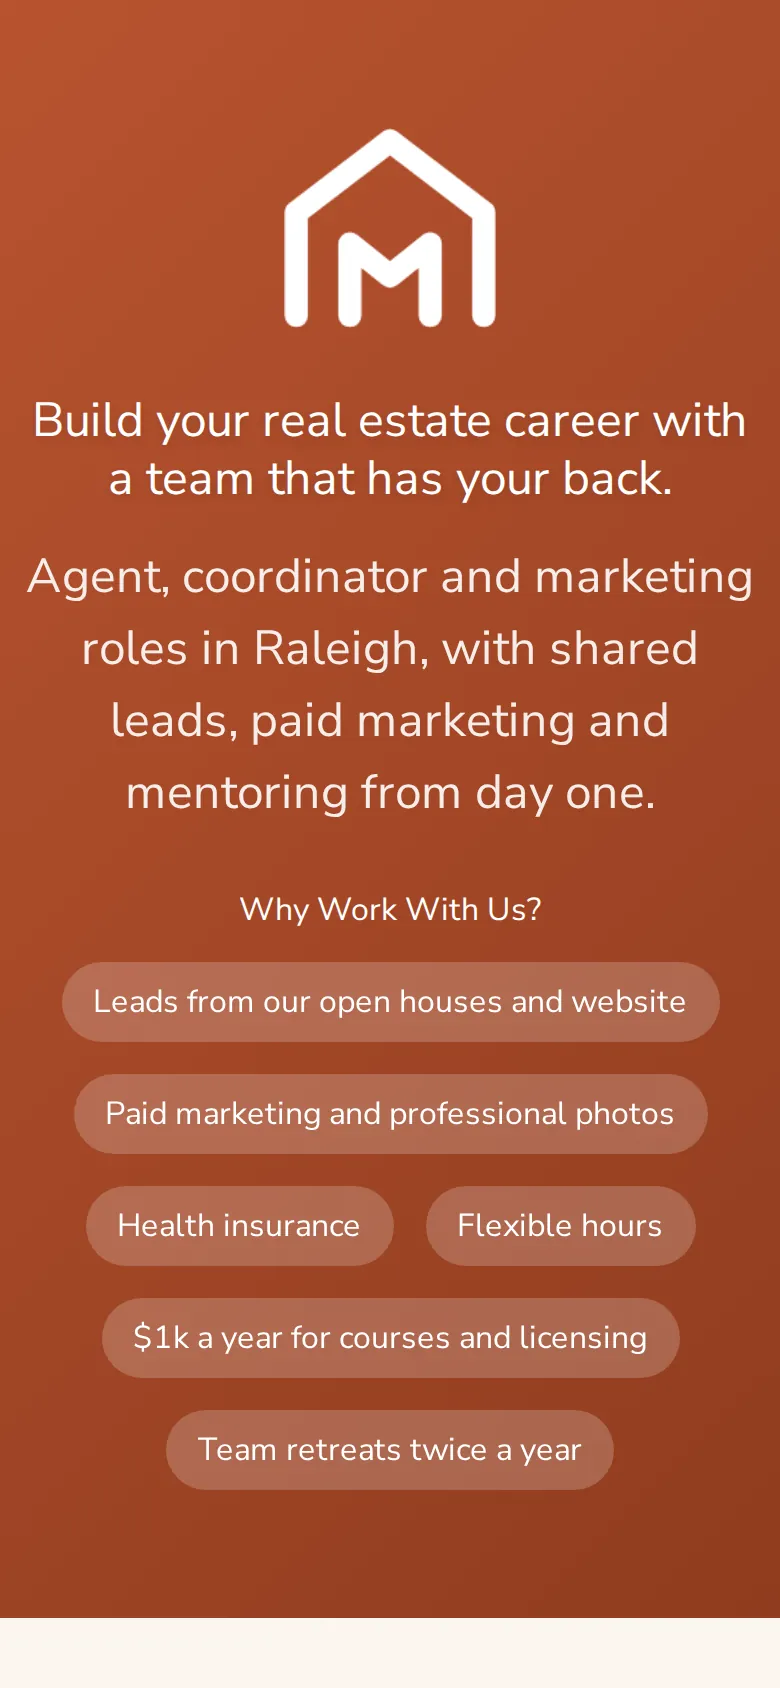 M
Build your real estate career with
a team that has your back.
Agent, coordinator and marketing
roles in Raleigh, with shared
leads, paid marketing and
mentoring from day one.
Why Work With Us?
Leads from our open houses and website
Paid marketing and professional photos
Health insurance
Flexible hours
$1k a year for courses and licensing
Team retreats twice a year